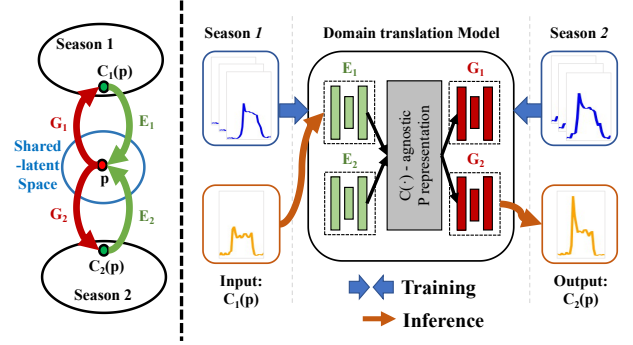 Season 1
C₁(p)
G₁
E₁
Shared
-latent
Space
p
G₂
E₂
C₂(p)
Season 2
Season 1
Domain translation Model
Season 2
E₁
G₁
E₂
G₂
C(·) - agnostic
P representation
Input:
C₁(p)
Output:
C₂(p)
Training
Inference